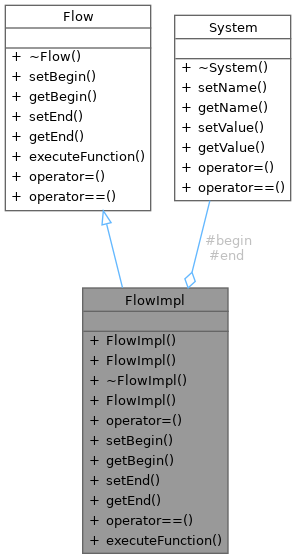 Flow
+ ~Flow()
+ setBegin()
+ getBegin()
+ setEnd()
+ getEnd()
+ executeFunction()
+ operator=()
+ operator==()
System
+ ~System()
+ setName()
+ getName()
+ setValue()
+ getValue()
+ operator=()
+ operator==()
#begin
#end
FlowImpl
+ FlowImpl()
+ FlowImpl()
+ ~FlowImpl()
+ FlowImpl()
+ operator=()
+ setBegin()
+ getBegin()
+ setEnd()
+ getEnd()
+ operator==()
+ executeFunction()